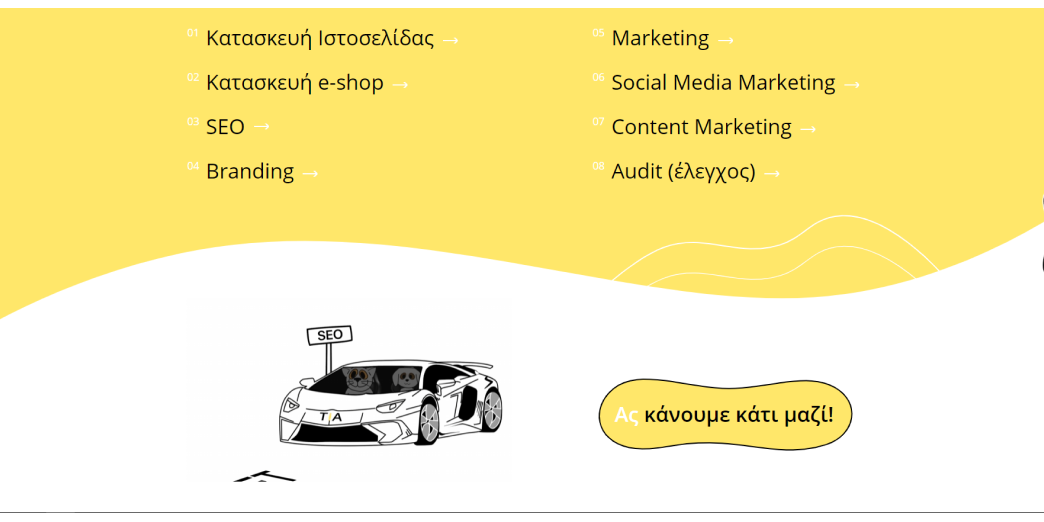 01 Κατασκευή Ιστοσελίδας →
02 Κατασκευή e-shop →
03 SEO →
04 Branding →
05 Marketing →
06 Social Media Marketing →
07 Content Marketing →
08 Audit (έλεγχος) →
SEO
T/A
Ας κάνουμε κάτι μαζί!